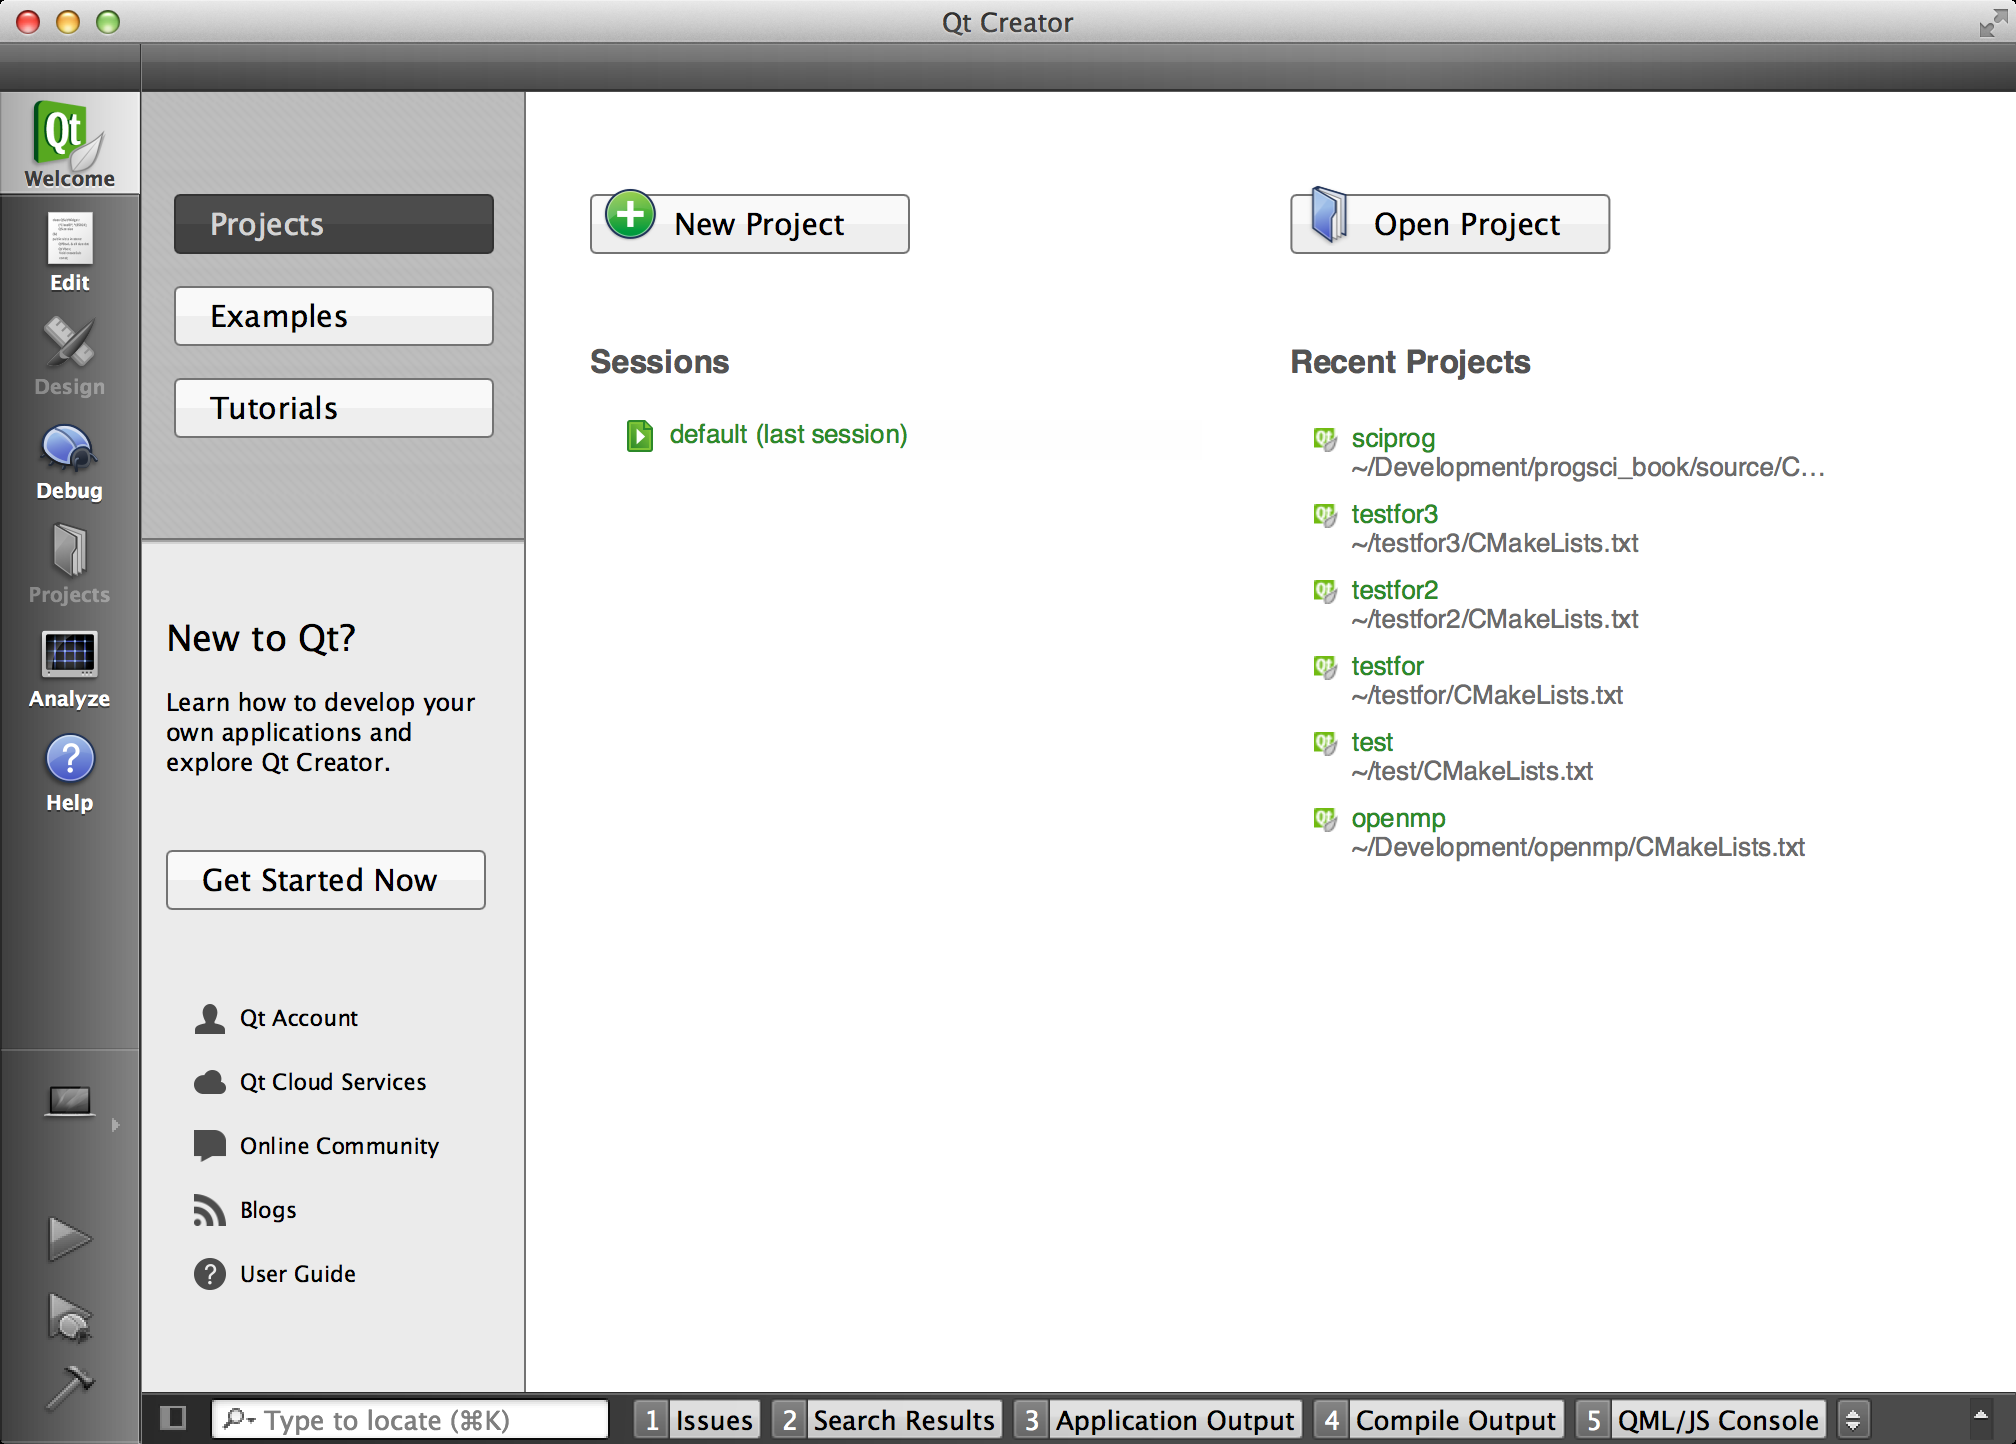 Qt Creator
Qt
Welcome
Edit
Design
Debug
Projects
Analyze
Help
Projects
Examples
Tutorials
New to Qt?
Learn how to develop your
own applications and
explore Qt Creator.
Get Started Now
Qt Account
Qt Cloud Services
Online Community
Blogs
User Guide
New Project
Open Project
Sessions
default (last session)
Recent Projects
sciprog
~/Development/progsci_book/source/C...
testfor3
~/testfor3/CMakeLists.txt
testfor2
~/testfor2/CMakeLists.txt
testfor
~/testfor/CMakeLists.txt
test
~/test/CMakeLists.txt
openmp
~/Development/openmp/CMakeLists.txt
Type to locate (⌘K)
1 Issues
2 Search Results
3 Application Output
4 Compile Output
5 QML/JS Console